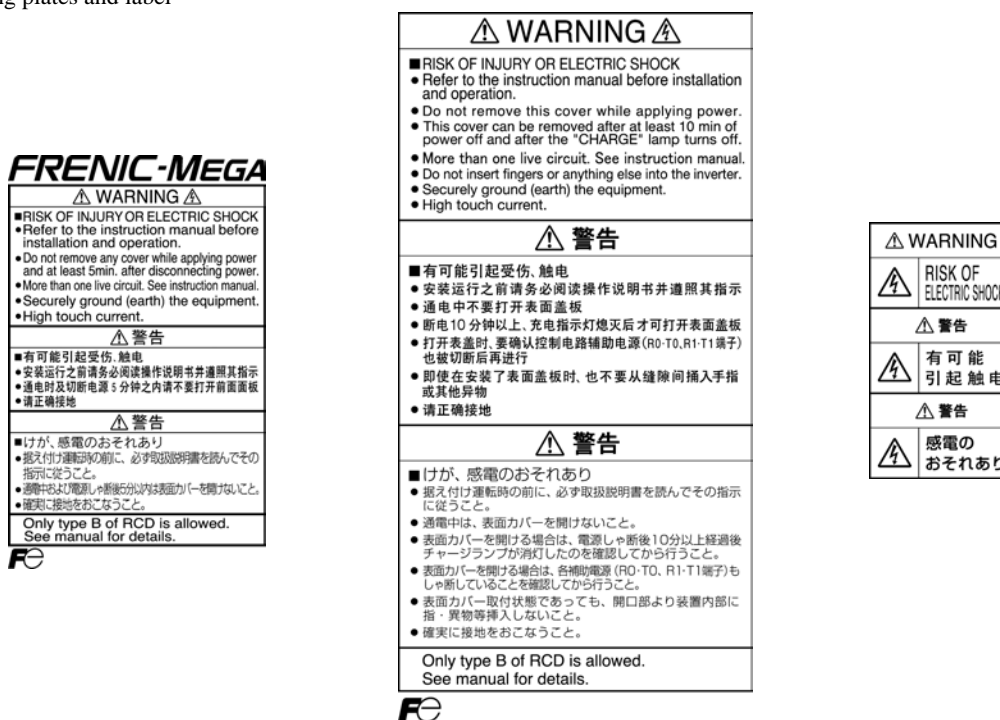 plates and label
FRENIC-MEGA
⚠ WARNING ⚠
■RISK OF INJURY OR ELECTRIC SHOCK
●Refer to the instruction manual before
installation and operation.
●Do not remove any cover while applying power
and at least 5min. after disconnecting power.
●More than one live circuit. See instruction manual.
●Securely ground (earth) the equipment.
●High touch current.
⚠ 警告
■有可能引起受伤、触电
●安装运行之前请务必阅读操作说明书并遵照其指示
●通电时及切断电源5分钟之内请不要打开前面面板
●请正确接地
⚠ 警告
■けが、感電のおそれあり
●据え付け運転時の前に、必ず取扱説明書を読んでその
指示に従うこと。
●通電中および電源しゃ断後5分以内は表面カバーを開けないこと。
●確実に接地をおこなうこと。
Only type B of RCD is allowed.
See manual for details.
Fe
⚠ WARNING ⚠
■RISK OF INJURY OR ELECTRIC SHOCK
●Refer to the instruction manual before installation
and operation.
●Do not remove this cover while applying power.
●This cover can be removed after at least 10 min of
power off and after the "CHARGE" lamp turns off.
●More than one live circuit. See instruction manual.
●Do not insert fingers or anything else into the inverter.
●Securely ground (earth) the equipment.
●High touch current.
⚠ 警告
■有可能引起受伤、触电
●安装运行之前请务必阅读操作说明书并遵照其指示
●通电中不要打开表面盖板
●断电10分钟以上、充电指示灯熄灭后才可打开表面盖板
●打开表盖时、要确认控制电路辅助电源(R0·T0,R1·T1端子)
也被切断后再进行
●即使在安装了表面盖板时、也不要从缝隙间插入手指
或其他异物
●请正确接地
⚠ 警告
■けが、感電のおそれあり
●据え付け運転時の前に、必ず取扱説明書を読んでその指示
に従うこと。
●通電中は、表面カバーを開けないこと。
●表面カバーを開ける場合は、電源しゃ断後10分以上経過後
チャージランプが消灯したのを確認してから行うこと。
●表面カバーを開ける場合は、各補助電源(R0·T0、R1·T1端子)も
しゃ断していることを確認してから行うこと。
●表面カバー取付状態であっても、開口部より装置内部に
指・異物等挿入しないこと。
●確実に接地をおこなうこと。
Only type B of RCD is allowed.
See manual for details.
Fe
⚠ WARNING
RISK OF
ELECTRIC SHOCK
⚠ 警告
有可能
引起触电
⚠ 警告
感電の
おそれあり